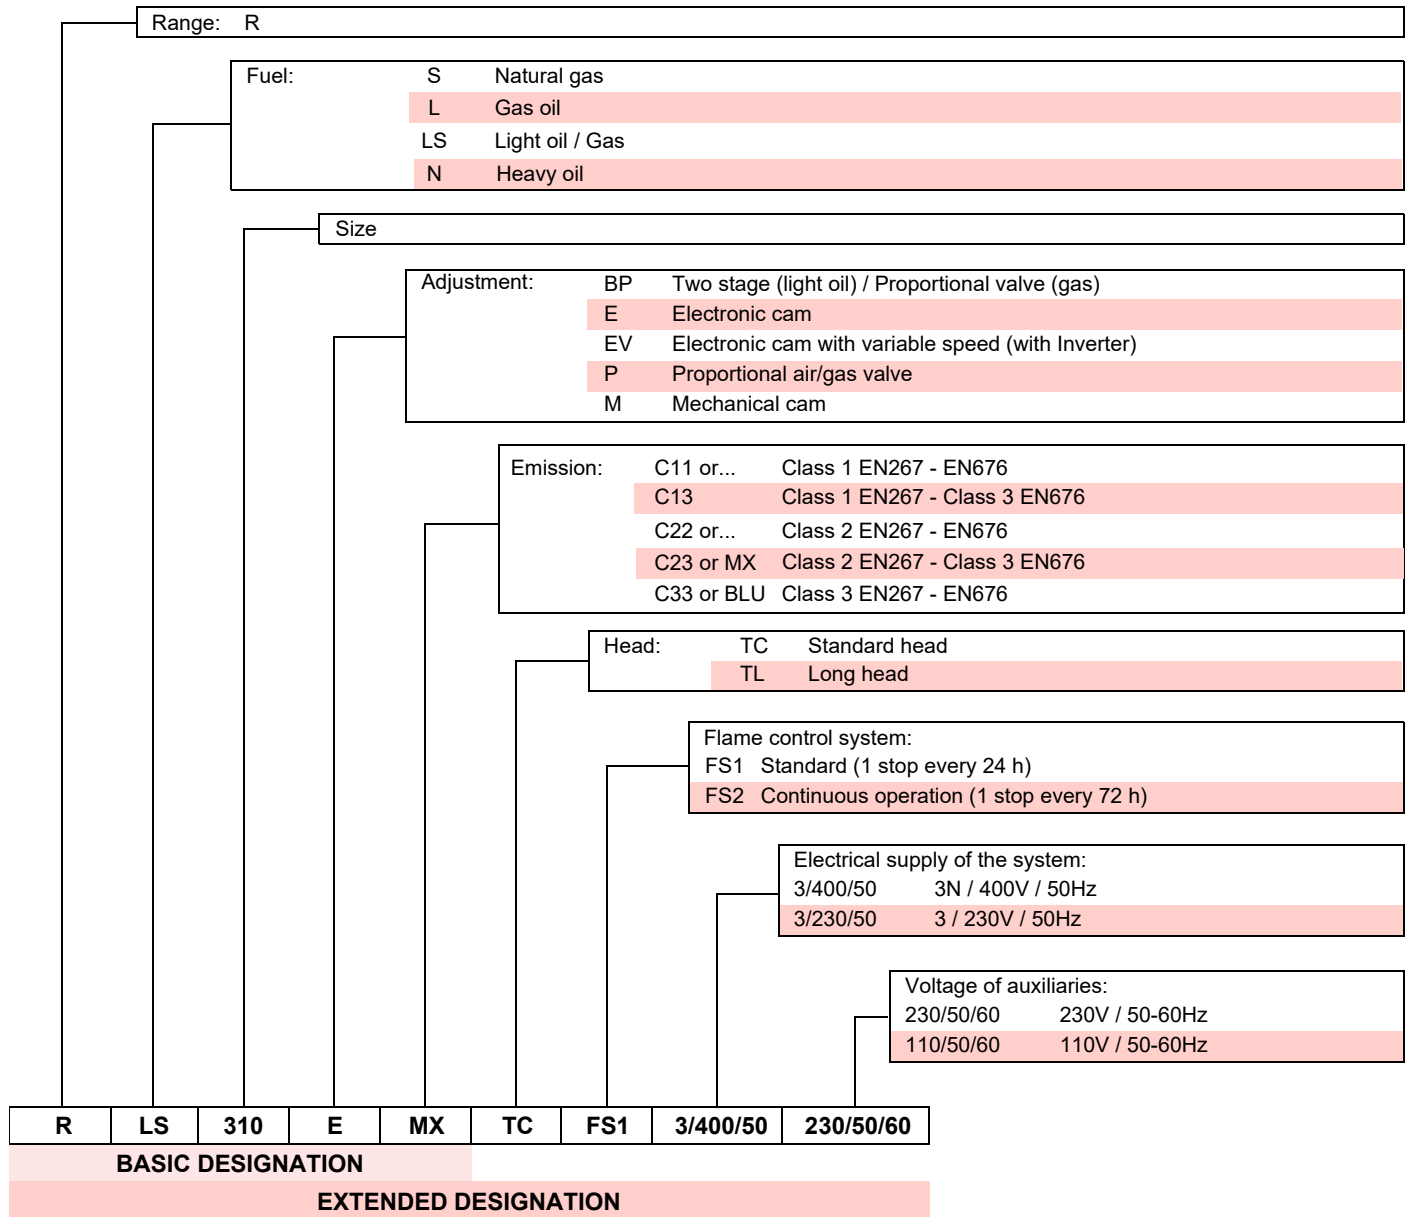 Range: R
Fuel: S Natural gas
L Gas oil
LS Light oil / Gas
N Heavy oil
Size
Adjustment: BP Two stage (light oil) / Proportional valve (gas)
E Electronic cam
EV Electronic cam with variable speed (with Inverter)
P Proportional air/gas valve
M Mechanical cam
Emission: C11 or... Class 1 EN267 - EN676
C13 Class 1 EN267 - Class 3 EN676
C22 or... Class 2 EN267 - EN676
C23 or MX Class 2 EN267 - Class 3 EN676
C33 or BLU Class 3 EN267 - EN676
Head: TC Standard head
TL Long head
Flame control system:
FS1 Standard (1 stop every 24 h)
FS2 Continuous operation (1 stop every 72 h)
Electrical supply of the system:
3/400/50 3N / 400V / 50Hz
3/230/50 3 / 230V / 50Hz
Voltage of auxiliaries:
230/50/60 230V / 50-60Hz
110/50/60 110V / 50-60Hz
R LS 310 E MX TC FS1 3/400/50 230/50/60
BASIC DESIGNATION
EXTENDED DESIGNATION